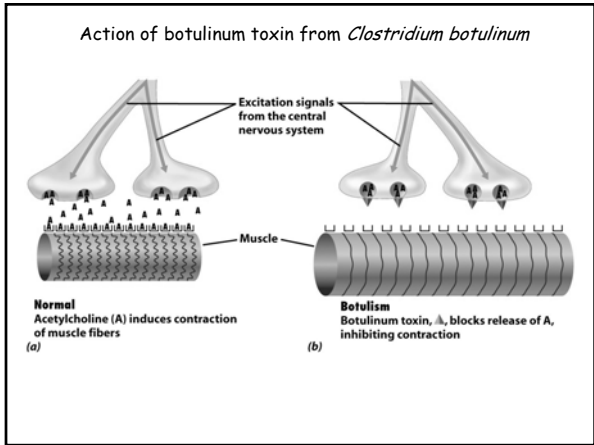 Action of botulinum toxin from Clostridium botulinum
Excitation signals
from the central
nervous system
A A A A A A A A
A A A A
A A A A A A
Muscle
Normal
Acetylcholine (A) induces contraction
of muscle fibers
(a)
Botulism
Botulinum toxin, , blocks release of A,
inhibiting contraction
(b)